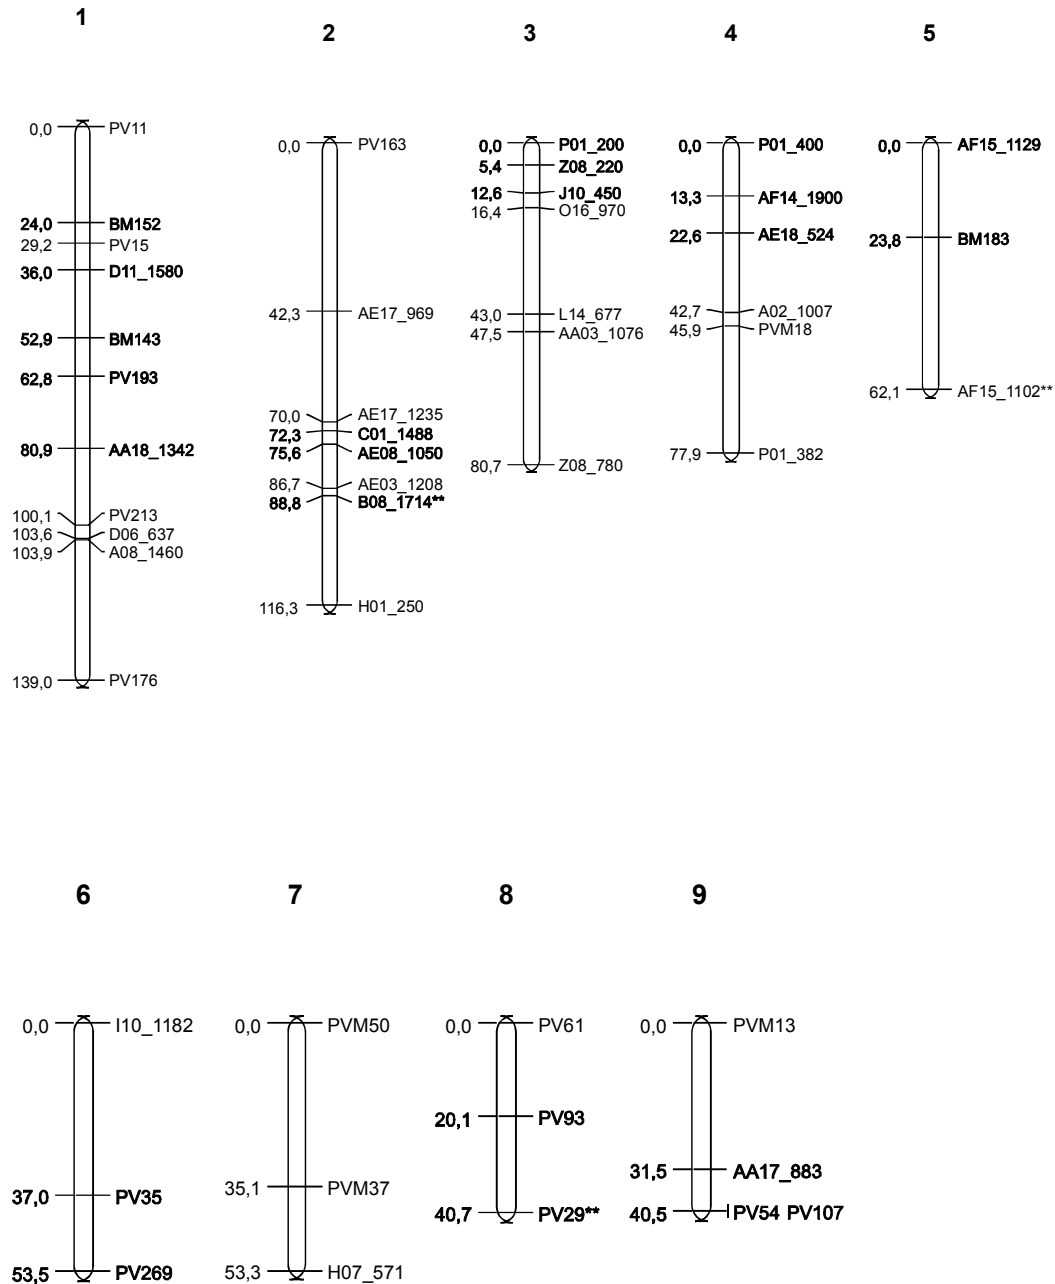 1
2
3
4
5
0,0 PV11
24,0 BM152
29,2 PV15
36,0 D11_1580
52,9 BM143
62,8 PV193
80,9 AA18_1342
100,1 PV213
103,6 D06_637
103,9 A08_1460
139,0 PV176
0,0 PV163
42,3 AE17_969
70,0 AE17_1235
72,3 C01_1488
75,6 AE08_1050
86,7 AE03_1208
88,8 B08_1714**
116,3 H01_250
0,0 P01_200
5,4 Z08_220
12,6 J10_450
16,4 O16_970
43,0 L14_677
47,5 AA03_1076
80,7 Z08_780
0,0 P01_400
13,3 AF14_1900
22,6 AE18_524
42,7 A02_1007
45,9 PVM18
77,9 P01_382
0,0 AF15_1129
23,8 BM183
62,1 AF15_1102**
6
7
8
9
0,0 I10_1182
37,0 PV35
53,5 PV269
0,0 PVM50
35,1 PVM37
53,3 H07_571
0,0 PV61
20,1 PV93
40,7 PV29**
0,0 PVM13
31,5 AA17_883
40,5 PV54 PV107